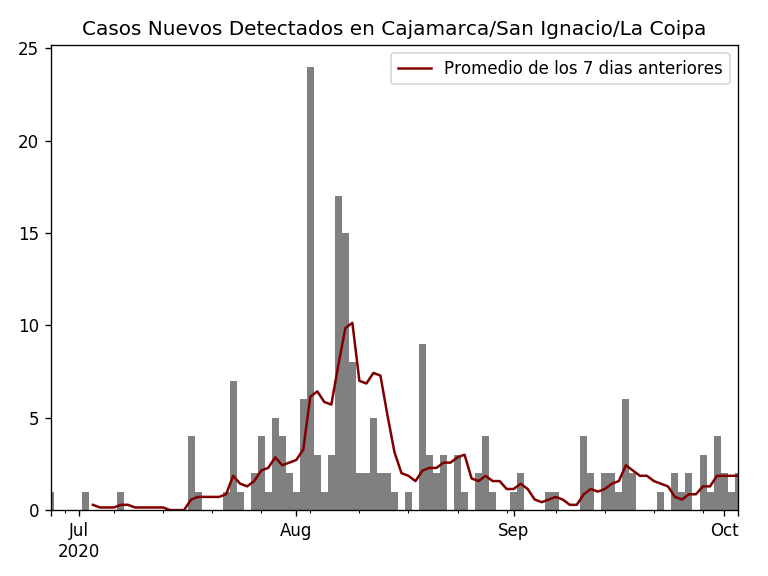 Casos Nuevos Detectados en Cajamarca/San Ignacio/La Coipa
Promedio de los 7 dias anteriores
25
20
15
10
5
0
Jul Aug Sep Oct
2020